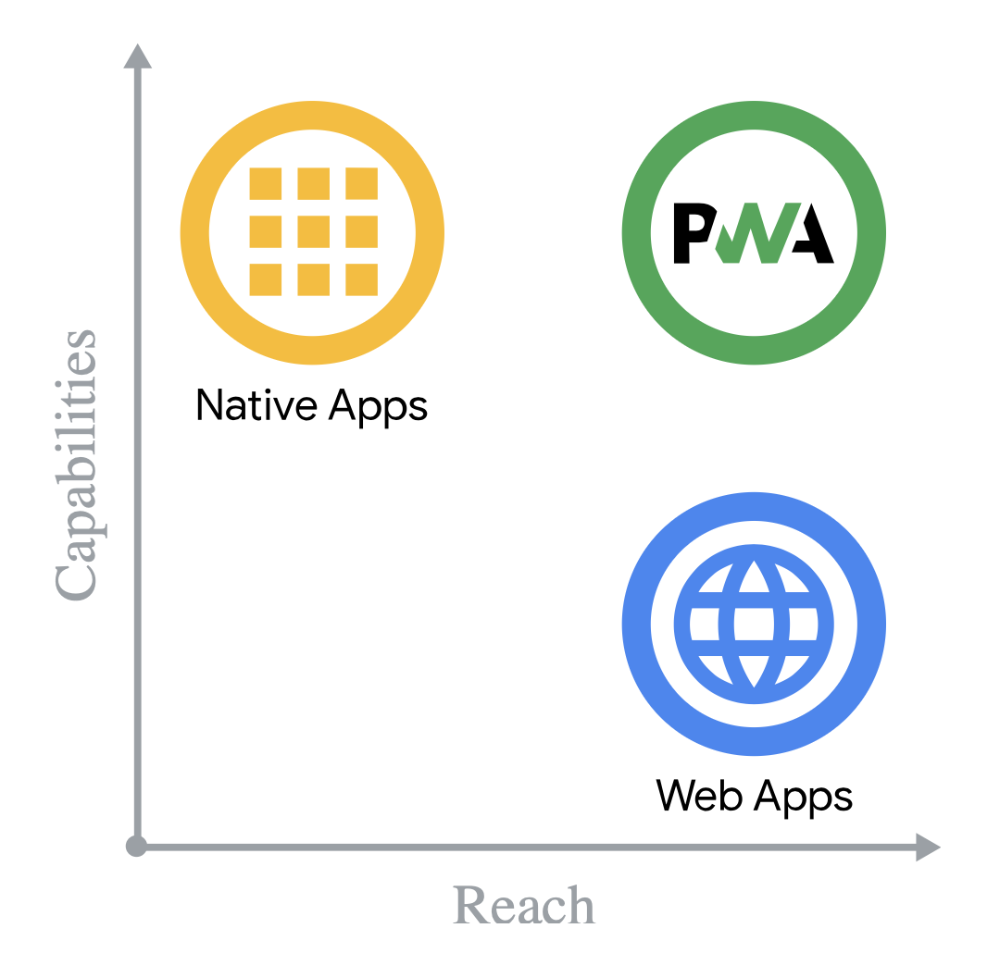 PWA
Native Apps
Capabilities
Web Apps
Reach